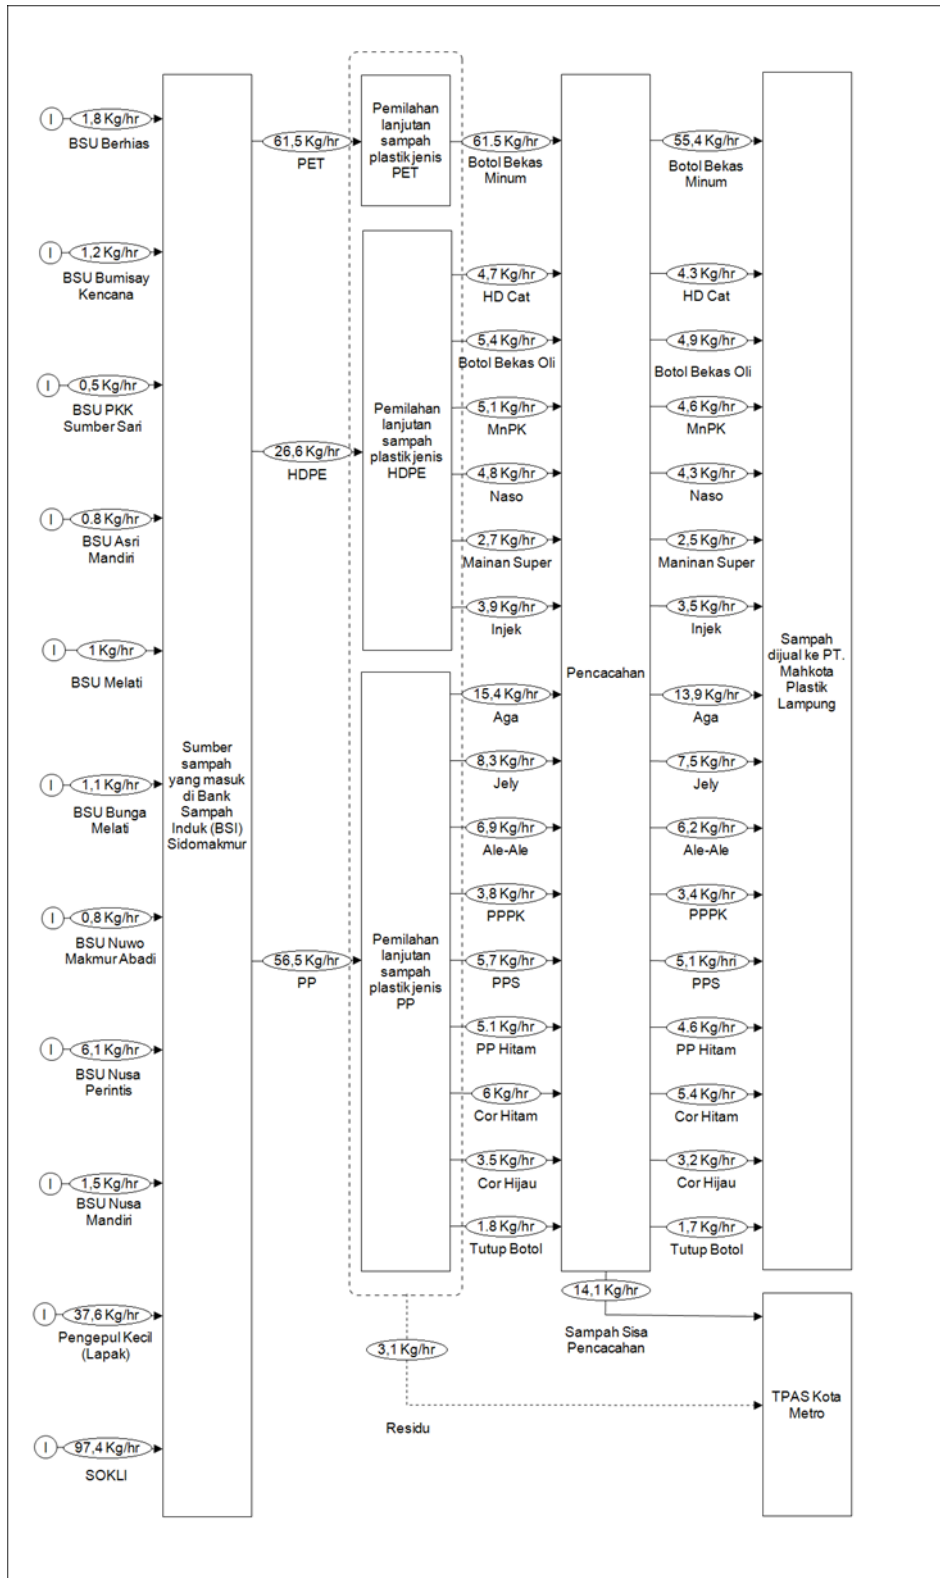 I
1,8 Kg/hr
BSU Berhias
I
1,2 Kg/hr
BSU Bumisay
Kencana
I
0,5 Kg/hr
BSU PKK
Sumber Sari
I
0.8 Kg/hr
BSU Asri
Mandiri
I
1 Kg/hr
BSU Melati
I
1,1 Kg/hr
BSU Bunga
Melati
I
0,8 Kg/hr
BSU Nuwo
Makmur Abadi
I
6,1 Kg/hr
BSU Nusa
Perintis
I
1,5 Kg/hr
BSU Nusa
Mandiri
I
37,6 Kg/hr
Pengepul Kecil
(Lapak)
I
97,4 Kg/hr
SOKLI
Sumber
sampah
yang masuk
di Bank
Sampah
Induk (BSI)
Sidomakmur
61,5 Kg/hr
PET
26,6 Kg/hr
HDPE
56,5 Kg/hr
PP
Pemilahan
lanjutan
sampah
plastik jenis
PET
Pemilahan
lanjutan
sampah
plastik jenis
HDPE
Pemilahan
lanjutan
sampah
plastik jenis
PP
61.5 Kg/hr
Botol Bekas
Minum
4,7 Kg/hr
HD Cat
5,4 Kg/hr
Botol Bekas Oli
5,1 Kg/hr
MnPK
4,8 Kg/hr
Naso
2,7 Kg/hr
Mainan Super
3,9 Kg/hr
Injek
15,4 Kg/hr
Aga
8,3 Kg/hr
Jely
6,9 Kg/hr
Ale-Ale
3,8 Kg/hr
PPPK
5,7 Kg/hr
PPS
5.1 Kg/hr
PP Hitam
6 Kg/hr
Cor Hitam
3.5 Kg/hr
Cor Hijau
1.8 Kg/hr
Tutup Botol
Pencacahan
55,4 Kg/hr
Botol Bekas
Minum
4.3 Kg/hr
HD Cat
4,9 Kg/hr
Botol Bekas Oli
4,6 Kg/hr
MnPK
4,3 Kg/hr
Naso
2,5 Kg/hr
Maninan Super
3,5 Kg/hr
Injek
13,9 Kg/hr
Aga
7,5 Kg/hr
Jely
6,2 Kg/hr
Ale-Ale
3,4 Kg/hr
PPPK
5,1 Kg/hri
PPS
4.6 Kg/hr
PP Hitam
5.4 Kg/hr
Cor Hitam
3,2 Kg/hr
Cor Hijau
1,7 Kg/hr
Tutup Botol
Sampah
dijual ke PT.
Mahkota
Plastik
Lampung
14,1 Kg/hr
Sampah Sisa
Pencacahan
3,1 Kg/hr
Residu
TPAS Kota
Metro